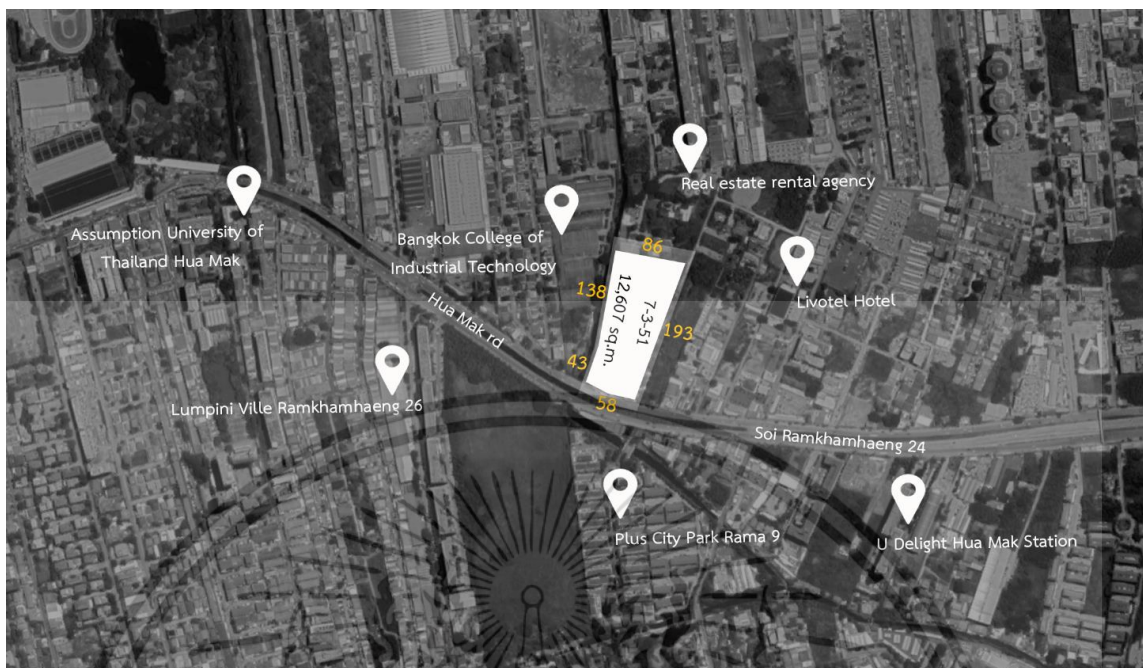 Real estate rental agency
Assumption University of
Thailand Hua Mak
Bangkok College of
Industrial Technology
86
138
7-3-51
12,607 sq.m.
193
Livotel Hotel
Hua Mak rd
43
58
Lumpini Ville Ramkhamhaeng 26
Soi Ramkhamhaeng 24
Plus City Park Rama 9
U Delight Hua Mak Station